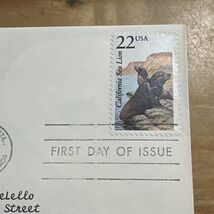 22 USA
California Sea Lion
FIRST DAY OF ISSUE
Street